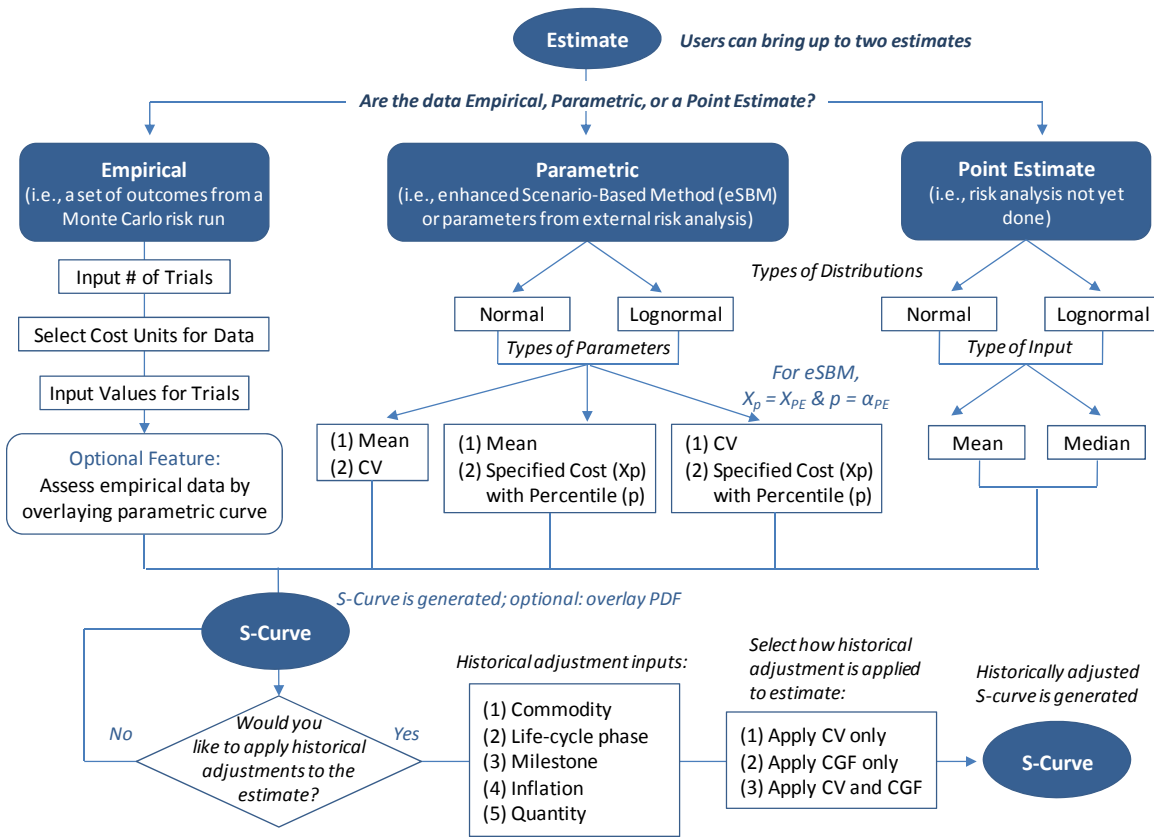 Estimate
Users can bring up to two estimates
Are the data Empirical, Parametric, or a Point Estimate?
Empirical
(i.e., a set of outcomes from a
Monte Carlo risk run
Parametric
(i.e., enhanced Scenario-Based Method (eSBM)
or parameters from external risk analysis)
Point Estimate
(i.e., risk analysis not yet
done)
Input # of Trials
Select Cost Units for Data
Input Values for Trials
Optional Feature:
Assess empirical data by
overlaying parametric curve
Types of Distributions
Normal
Lognormal
Types of Parameters
For eSBM,
Xp = XPE & p = αPE
(1) Mean
(2) CV
(1) Mean
(2) Specified Cost (Xp)
with Percentile (p)
(1) CV
(2) Specified Cost (Xp)
with Percentile (p)
Normal
Lognormal
Type of Input
Mean
Median
S-Curve is generated; optional: overlay PDF
S-Curve
Would you
like to apply historical
adjustments to the
estimate?
No
Yes
Historical adjustment inputs:
(1) Commodity
(2) Life-cycle phase
(3) Milestone
(4) Inflation
(5) Quantity
Select how historical
adjustment is applied
to estimate:
(1) Apply CV only
(2) Apply CGF only
(3) Apply CV and CGF
Historically adjusted
S-curve is generated
S-Curve